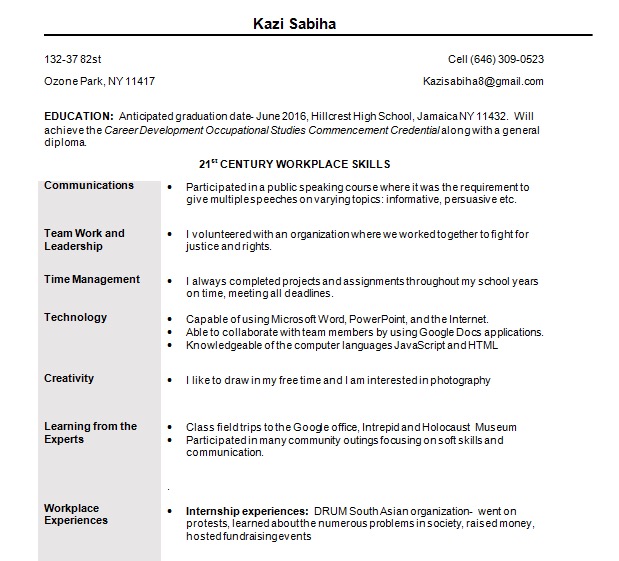 Kazi Sabiha
132-37 82st Cell (646) 309-0523
Ozone Park, NY 11417 Kazisabiha8@gmail.com
EDUCATION: Anticipated graduation date- June 2016, Hillcrest High School, Jamaica NY 11432. Will
achieve the Career Development Occupational Studies Commencement Credential along with a general
diploma.
21st CENTURY WORKPLACE SKILLS
Communications • Participated in a public speaking course where it was the requirement to
give multiple speeches on varying topics: informative, persuasive etc.
Team Work and • I volunteered with an organization where we worked together to fight for
Leadership justice and rights.
Time Management • I always completed projects and assignments throughout my school years
on time, meeting all deadlines.
Technology • Capable of using Microsoft Word, PowerPoint, and the Internet.
• Able to collaborate with team members by using Google Docs applications.
• Knowledgeable of the computer languages JavaScript and HTML
Creativity • I like to draw in my free time and I am interested in photography
Learning from the • Class field trips to the Google office, Intrepid and Holocaust Museum
Experts • Participated in many community outings focusing on soft skills and
communication.
.
Workplace • Internship experiences: DRUM South Asian organization- went on
Experiences protests, learned about the numerous problems in society, raised money,
hosted fundraising events